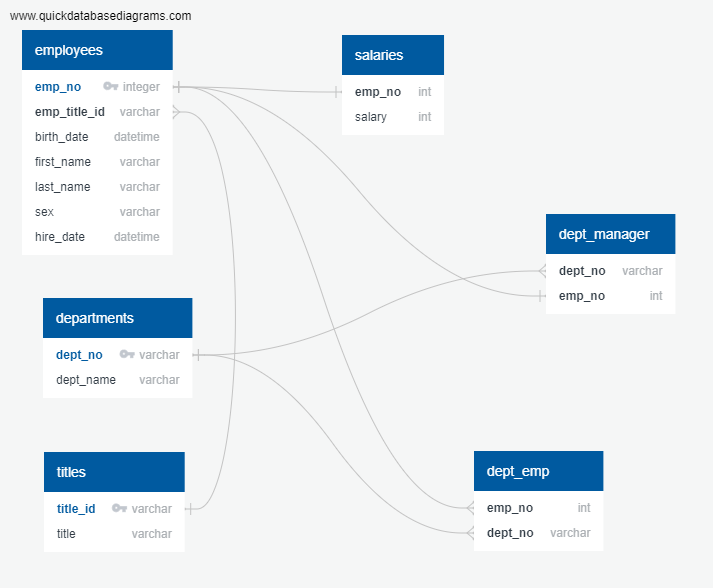 www.quickdatabasediagrams.com
employees
emp_no integer
emp_title_id varchar
birth_date datetime
first_name varchar
last_name varchar
sex varchar
hire_date datetime
salaries
emp_no int
salary int
dept_manager
dept_no varchar
emp_no int
departments
dept_no varchar
dept_name varchar
titles
title_id varchar
title varchar
dept_emp
emp_no int
dept_no varchar